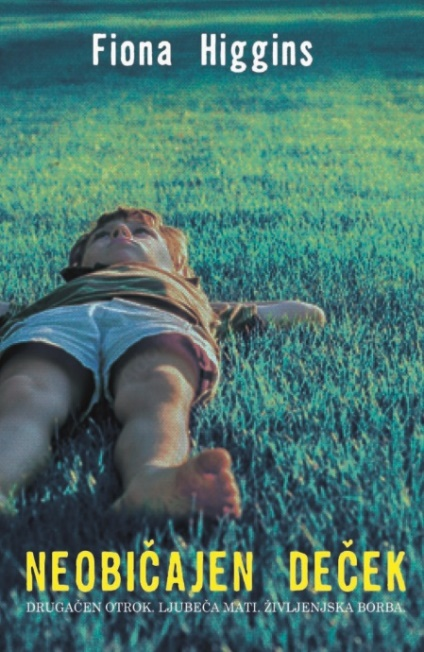 Fiona Higgins
NEOBIČAJEN DEČEK
DRUGAČEN OTROK. LJUBEČA MATI. ŽIVLJENJSKA BORBA.